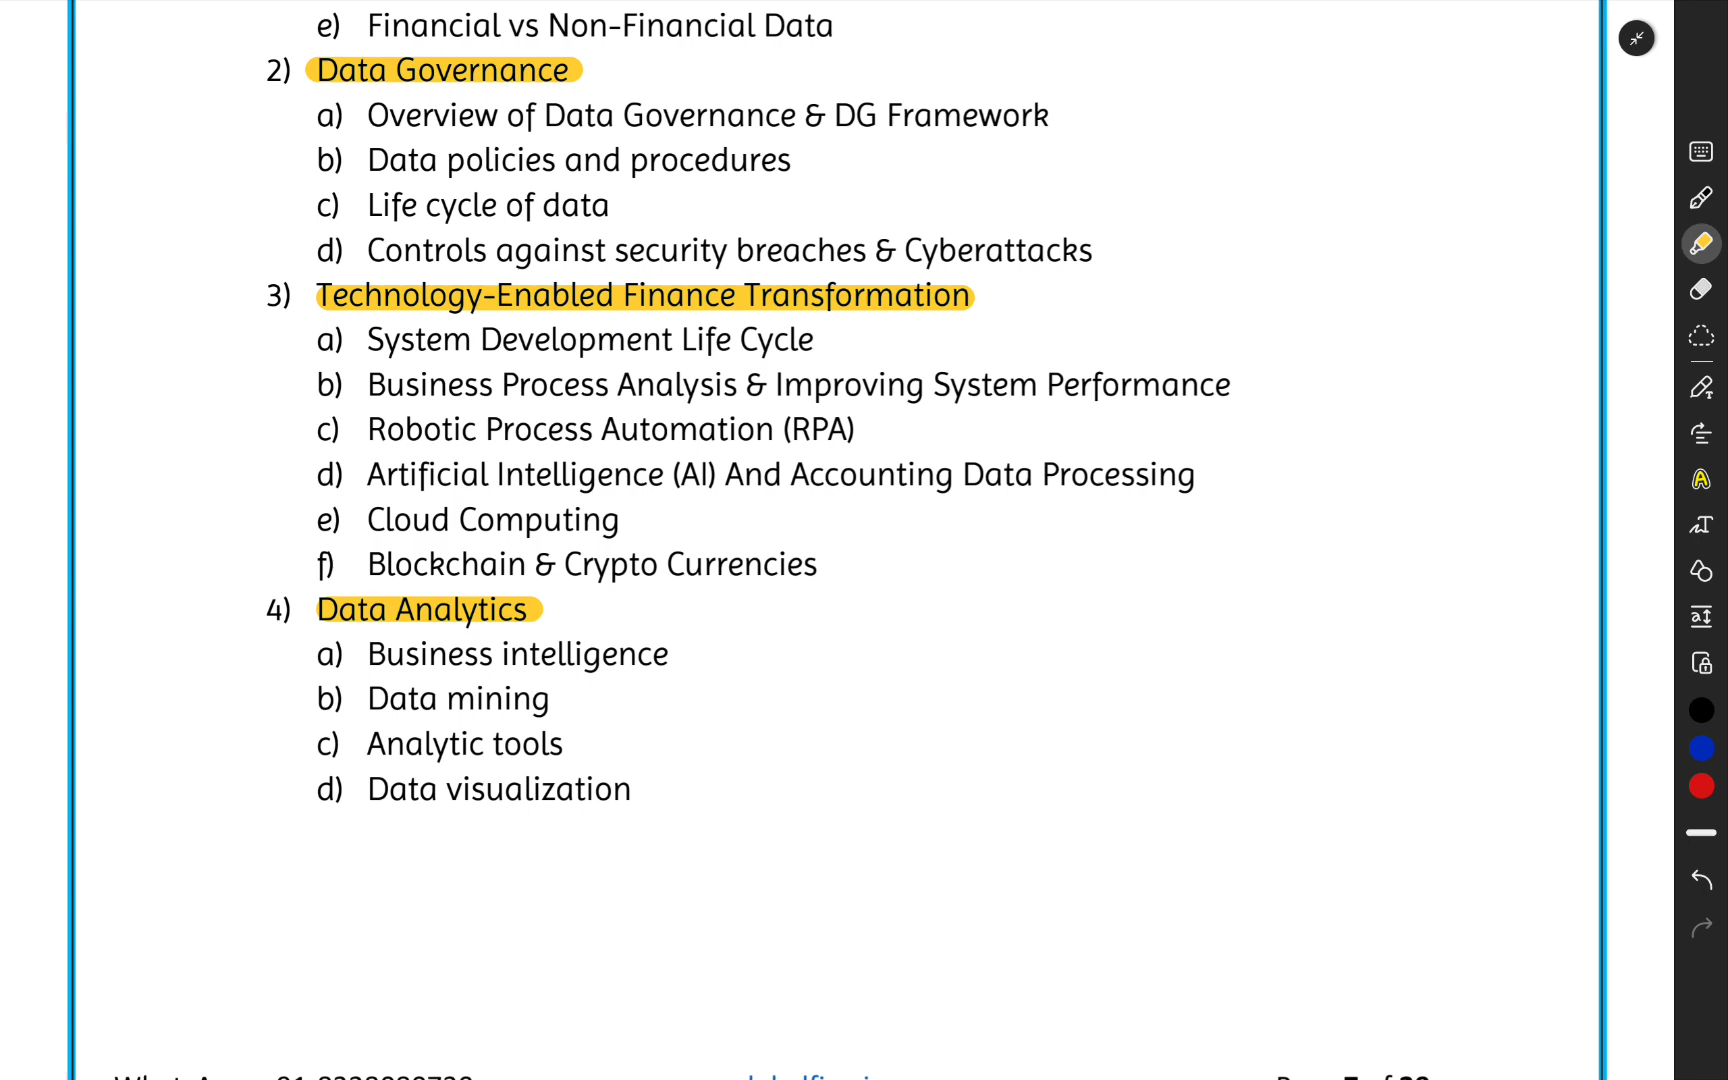 e) Financial vs Non-Financial Data
2) Data Governance
a) Overview of Data Governance & DG Framework
b) Data policies and procedures
c) Life cycle of data
d) Controls against security breaches & Cyberattacks
3) Technology-Enabled Finance Transformation
a) System Development Life Cycle
b) Business Process Analysis & Improving System Performance
c) Robotic Process Automation (RPA)
d) Artificial Intelligence (AI) And Accounting Data Processing
e) Cloud Computing
f) Blockchain & Crypto Currencies
4) Data Analytics
a) Business intelligence
b) Data mining
c) Analytic tools
d) Data visualization